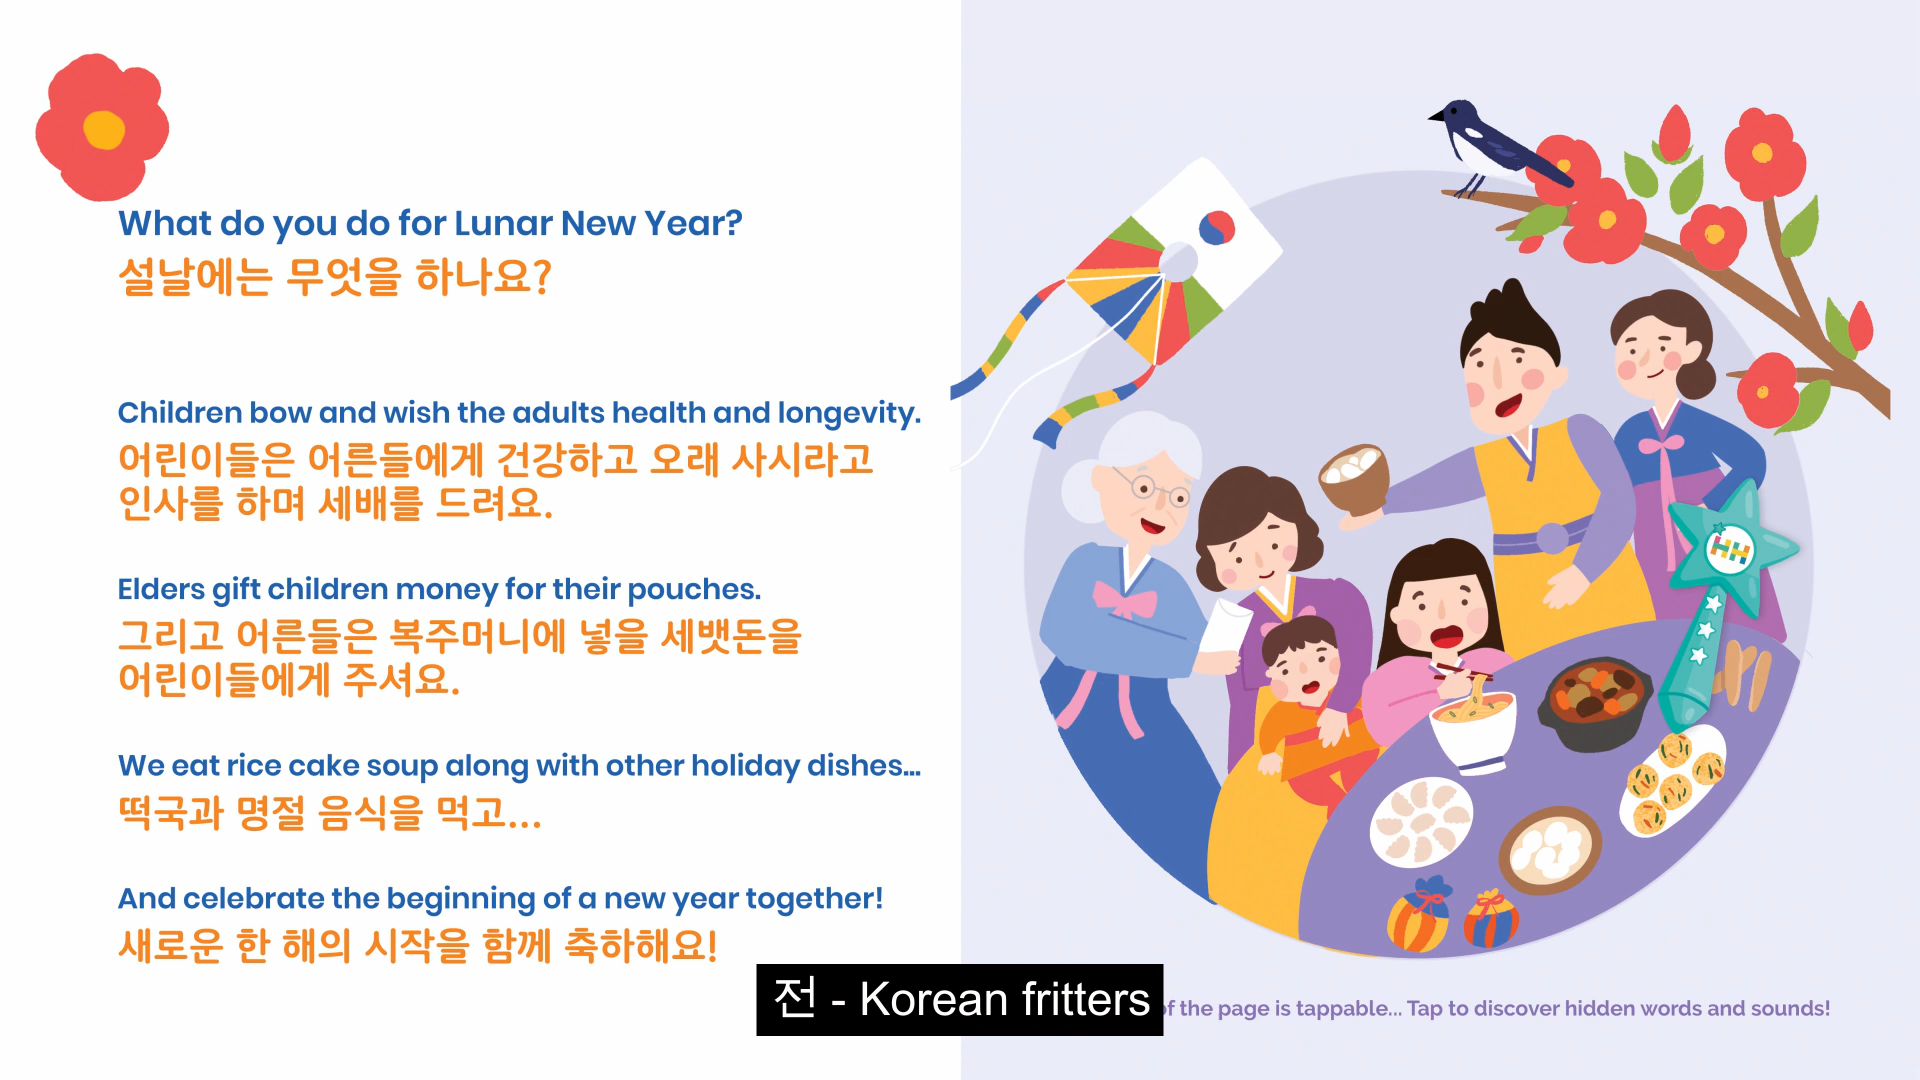 What do you do for Lunar New Year?
설날에는 무엇을 하나요?
Children bow and wish the adults health and longevity.
어린이들은 어른들에게 건강하고 오래 사시라고
인사를 하며 세배를 드려요.
Elders gift children money for their pouches.
그리고 어른들은 복주머니에 넣을 세뱃돈을
어린이들에게 주셔요.
We eat rice cake soup along with other holiday dishes...
떡국과 명절 음식을 먹고...
And celebrate the beginning of a new year together!
새로운 한 해의 시작을 함께 축하해요!
HH
전 - Korean fritters
of the page is tappable... Tap to discover hidden words and sounds!